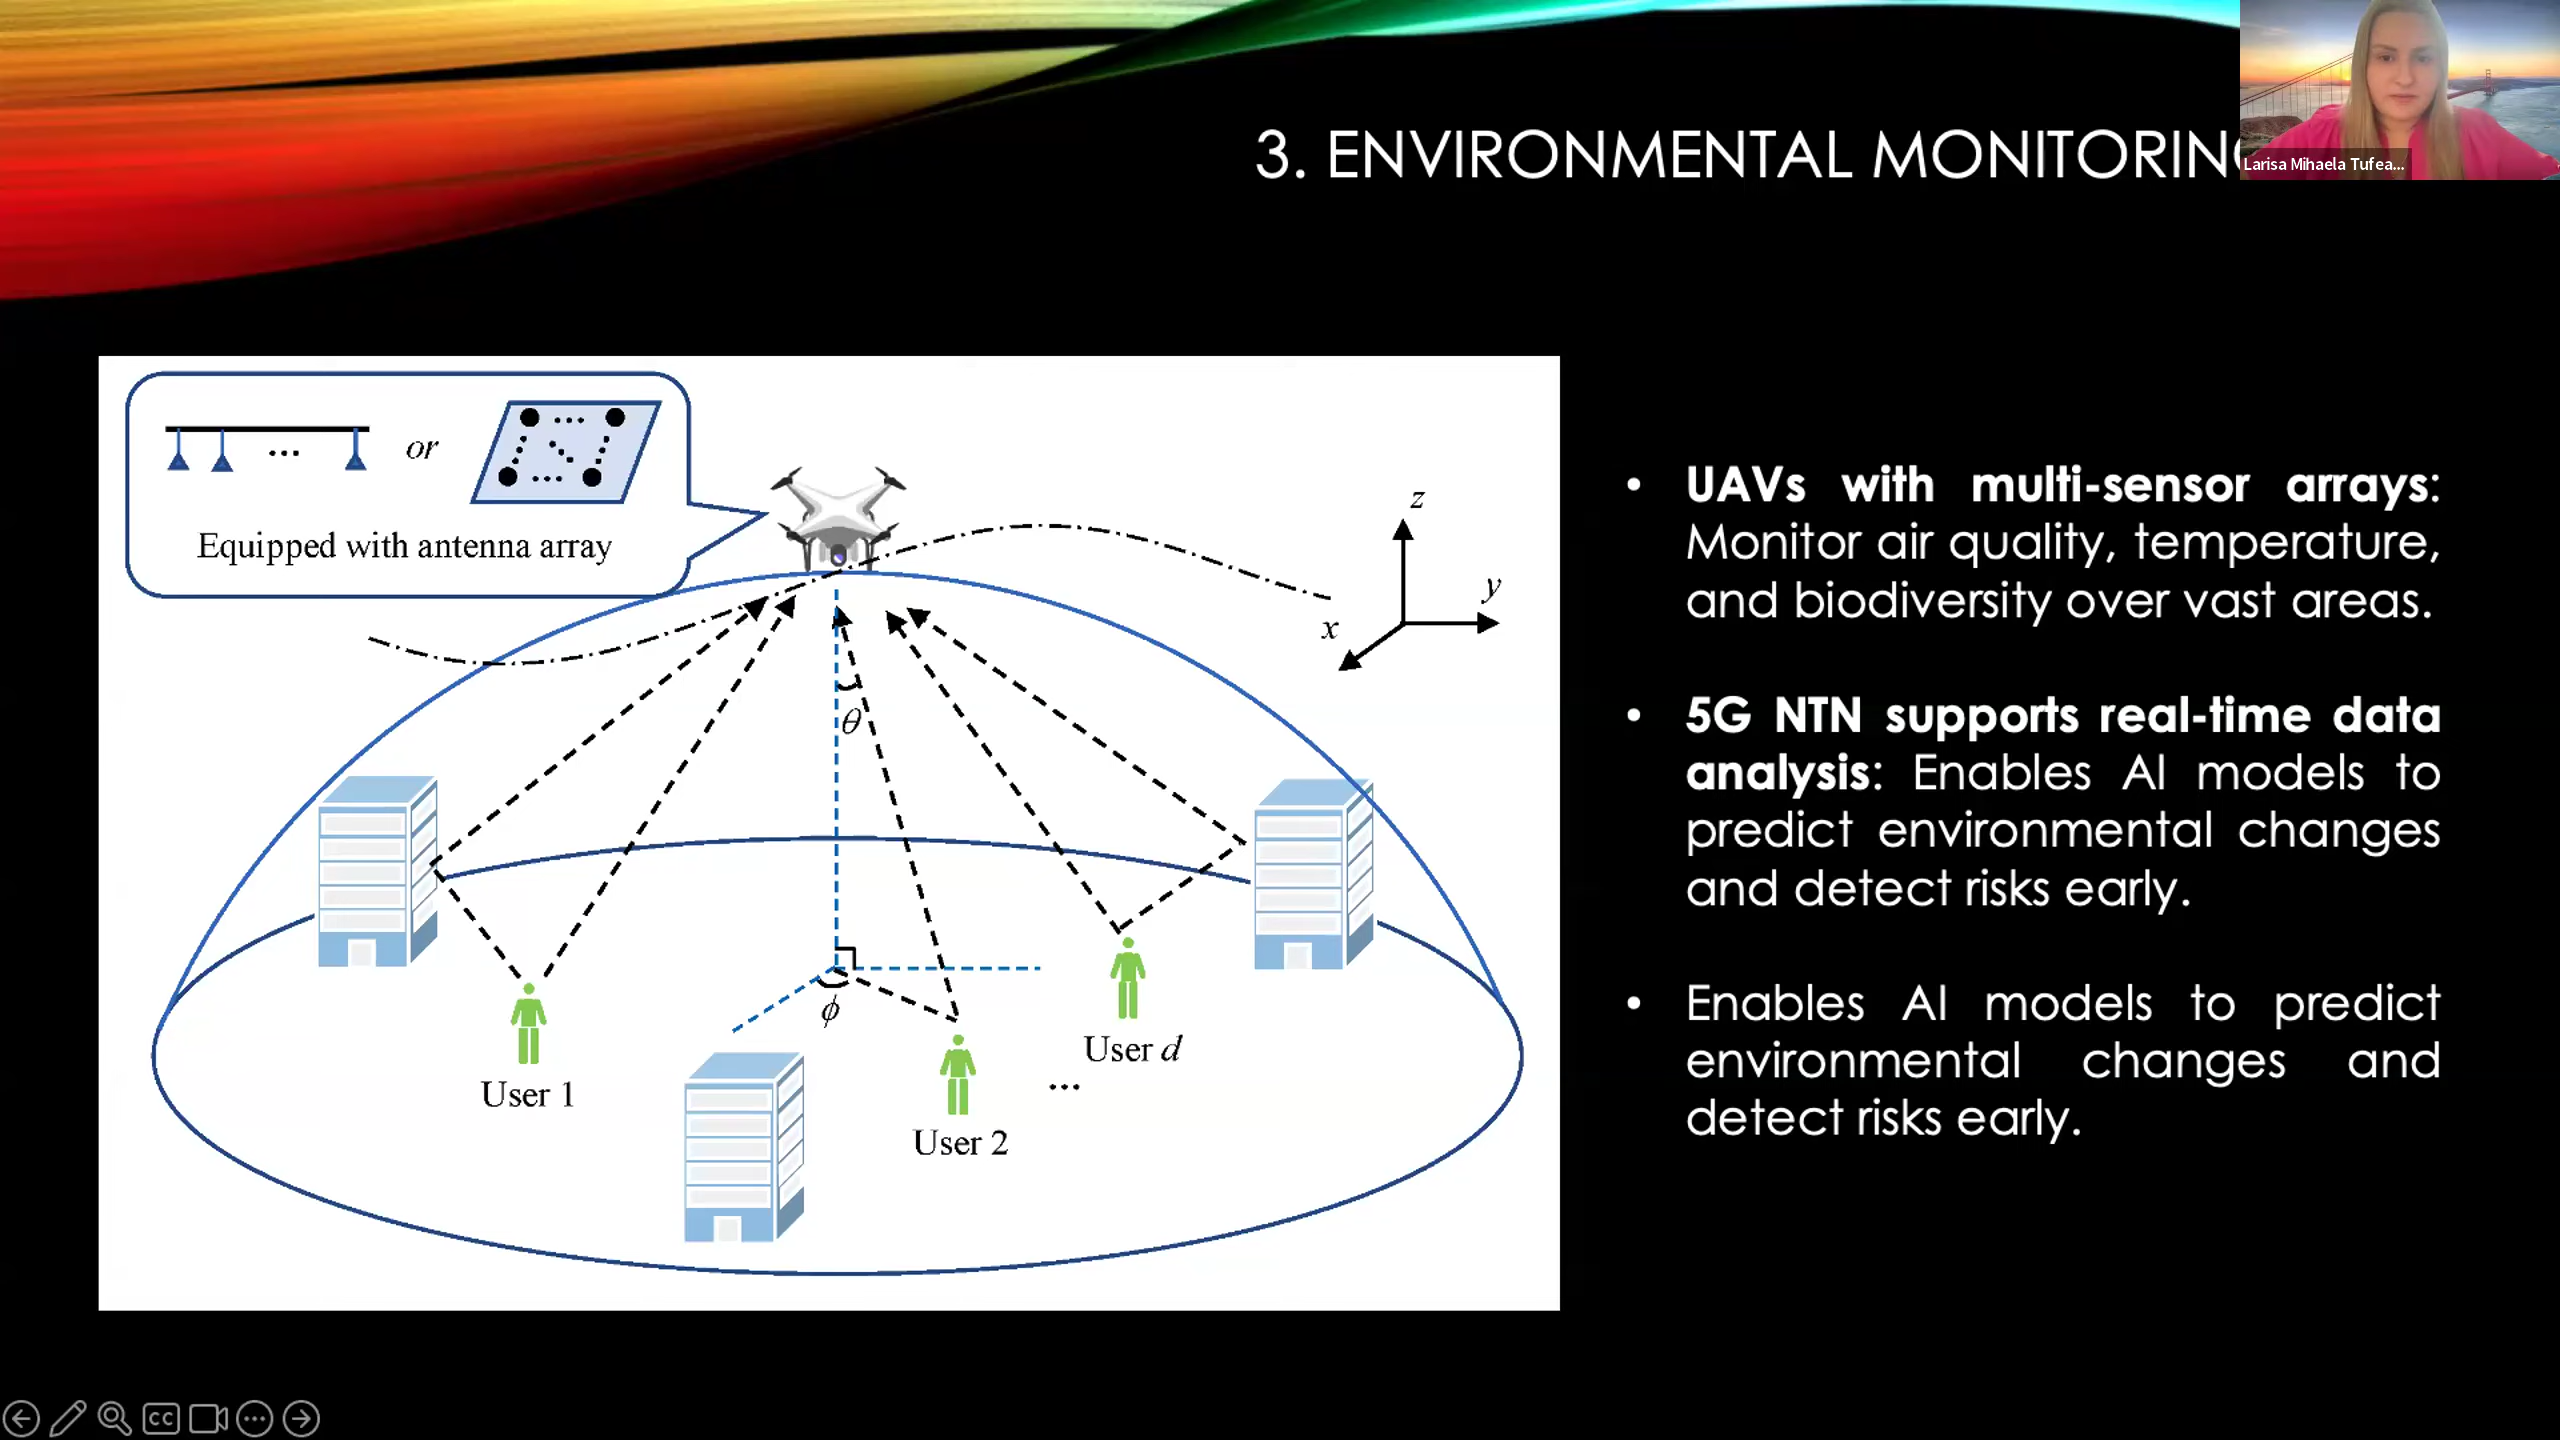 3. ENVIRONMENTAL MONITORING
Larisa Mihaela Tufea...
... or
Equipped with antenna array
z
y
x
θ
ϕ
User 1
User 2
...
User d
• UAVs with multi-sensor arrays:
Monitor air quality, temperature,
and biodiversity over vast areas.
• 5G NTN supports real-time data
analysis: Enables AI models to
predict environmental changes
and detect risks early.
• Enables AI models to predict
environmental changes and
detect risks early.
CC